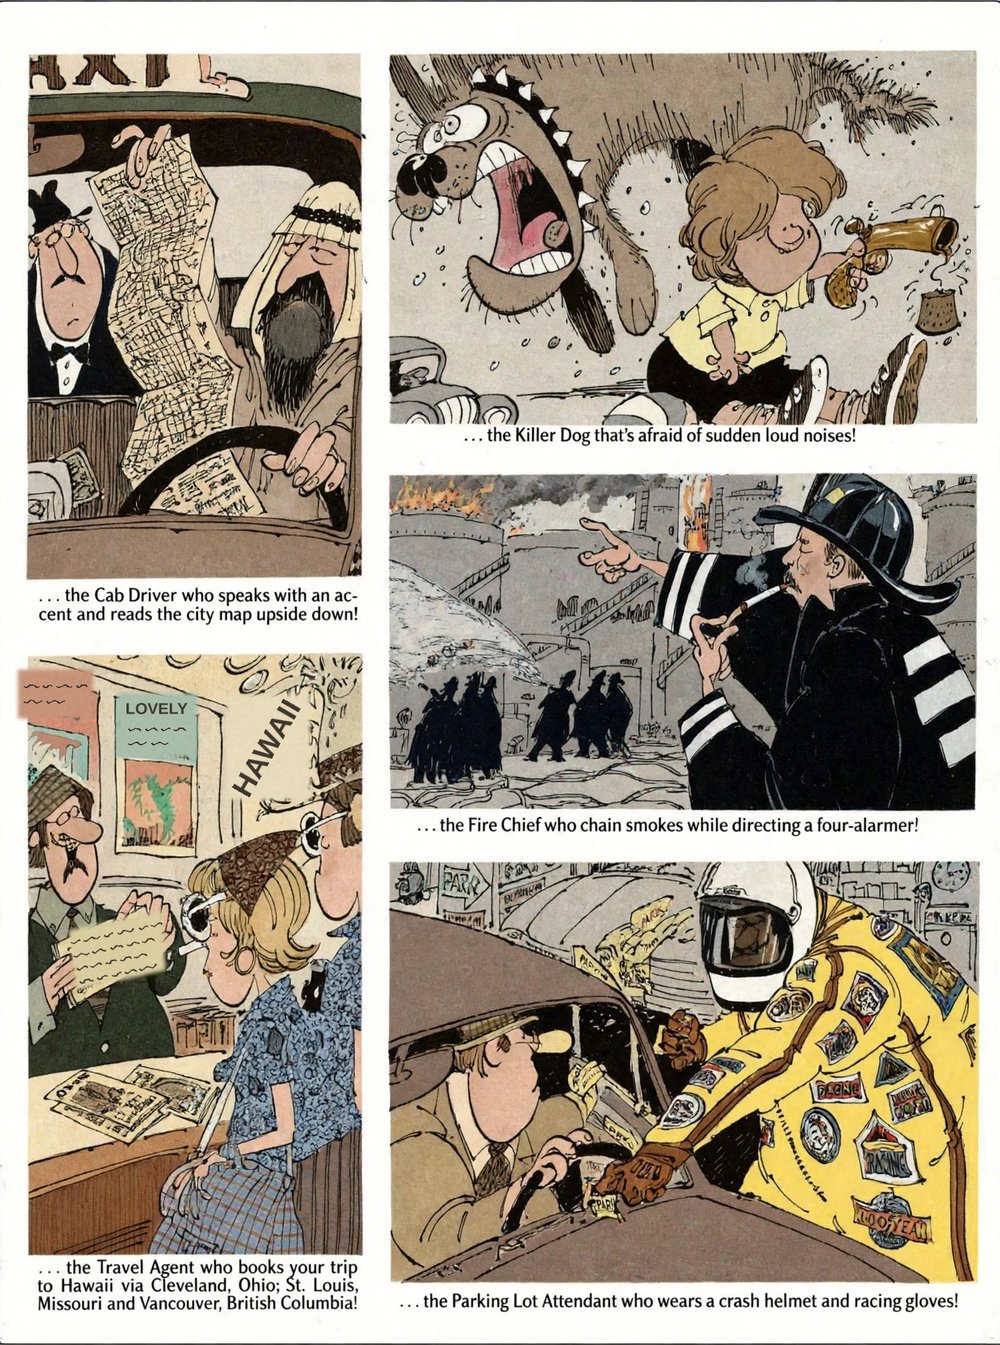 TAXI
... the Cab Driver who speaks with an ac-
cent and reads the city map upside down!
... the Killer Dog that's afraid of sudden loud noises!
... the Fire Chief who chain smokes while directing a four-alarmer!
LOVELY
HAWAII
... the Travel Agent who books your trip
to Hawaii via Cleveland, Ohio; St. Louis,
Missouri and Vancouver, British Columbia!
PARK
PARK
PARK
RACING
... the Parking Lot Attendant who wears a crash helmet and racing gloves!